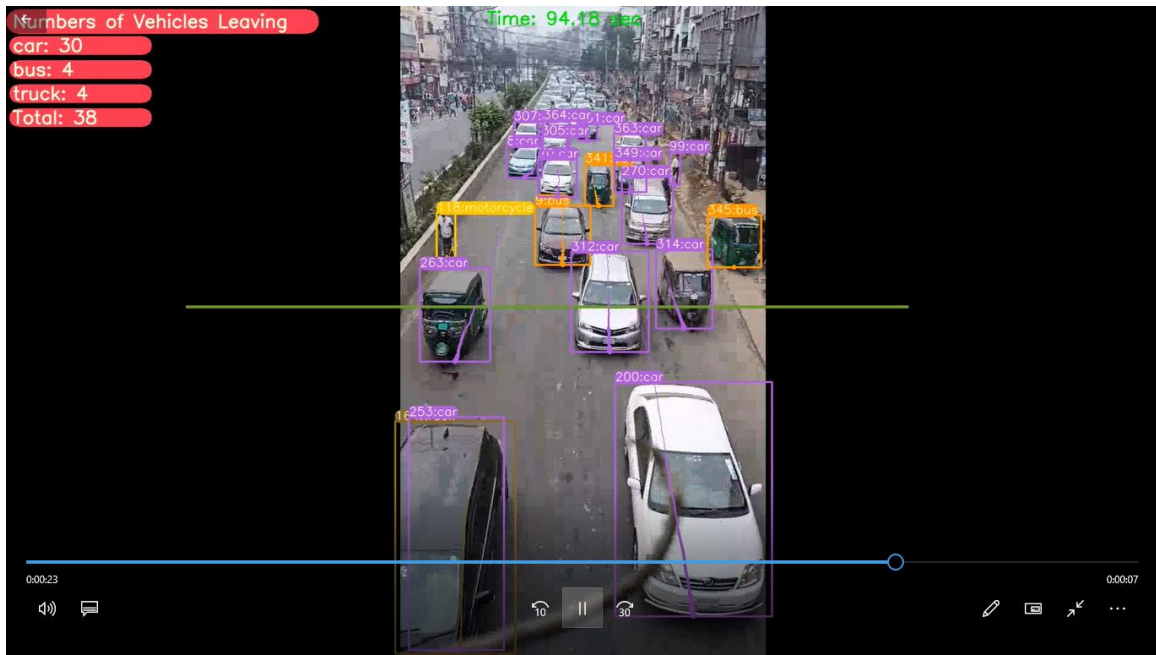 Numbers of Vehicles Leaving
car: 30
bus: 4
truck: 4
Total: 38
Time: 94.18 sec
364:car
305:car
363:car
349:car
99:car
341:
270:car
118:motorcycle
9:bus
345:bus
312:car
314:car
263:car
200:car
253:car
0:00:23
0:00:07
10
30